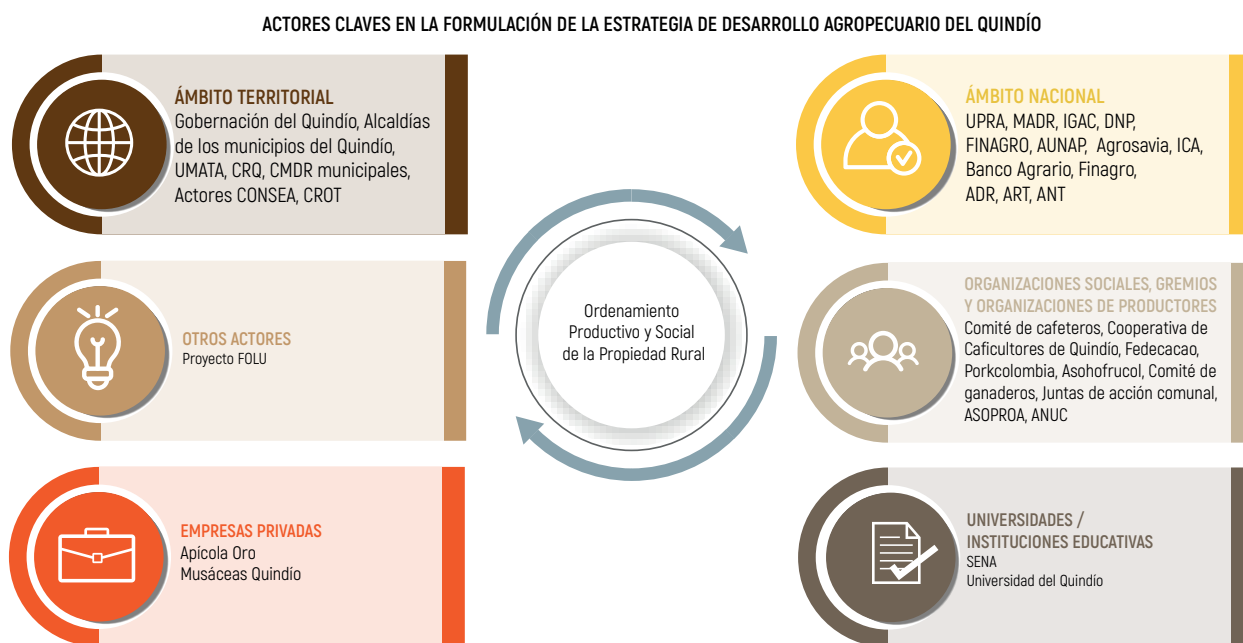 ACTORES CLAVES EN LA FORMULACIÓN DE LA ESTRATEGIA DE DESARROLLO AGROPECUARIO DEL QUINDÍO
ÁMBITO TERRITORIAL
Gobernación del Quindío, Alcaldías
de los municipios del Quindío,
UMATA, CRQ, CMDR municipales,
Actores CONSEA, CROT
OTROS ACTORES
Proyecto FOLU
EMPRESAS PRIVADAS
Apícola Oro
Musáceas Quindío
Ordenamiento
Productivo y Social
de la Propiedad Rural
ÁMBITO NACIONAL
UPRA, MADR, IGAC, DNP,
FINAGRO, AUNAP, Agrosavia, ICA,
Banco Agrario, Finagro,
ADR, ART, ANT
ORGANIZACIONES SOCIALES, GREMIOS
Y ORGANIZACIONES DE PRODUCTORES
Comité de cafeteros, Cooperativa de
Caficultores de Quindío, Fedecacao,
Porkcolombia, Asohofrucol, Comité de
ganaderos, Juntas de acción comunal,
ASOPROA, ANUC
UNIVERSIDADES /
INSTITUCIONES EDUCATIVAS
SENA
Universidad del Quindío